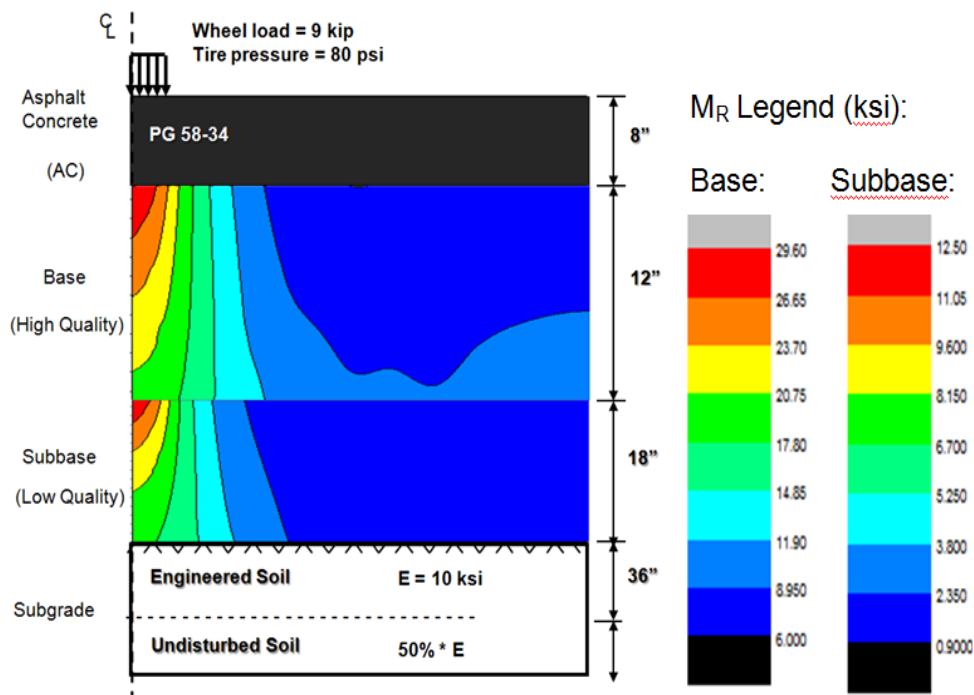 ℄
Wheel load = 9 kip
Tire pressure = 80 psi
Asphalt
Concrete
(AC)
PG 58-34
8”
Base
(High Quality)
12”
Subbase
(Low Quality)
18”
Subgrade
Engineered Soil E = 10 ksi
Undisturbed Soil 50% * E
36”
MR Legend (ksi):
Base: Subbase:
29.60
26.65
23.70
20.75
17.80
14.85
11.90
8.950
6.000
12.50
11.05
9.600
8.150
6.700
5.250
3.800
2.350
0.9000